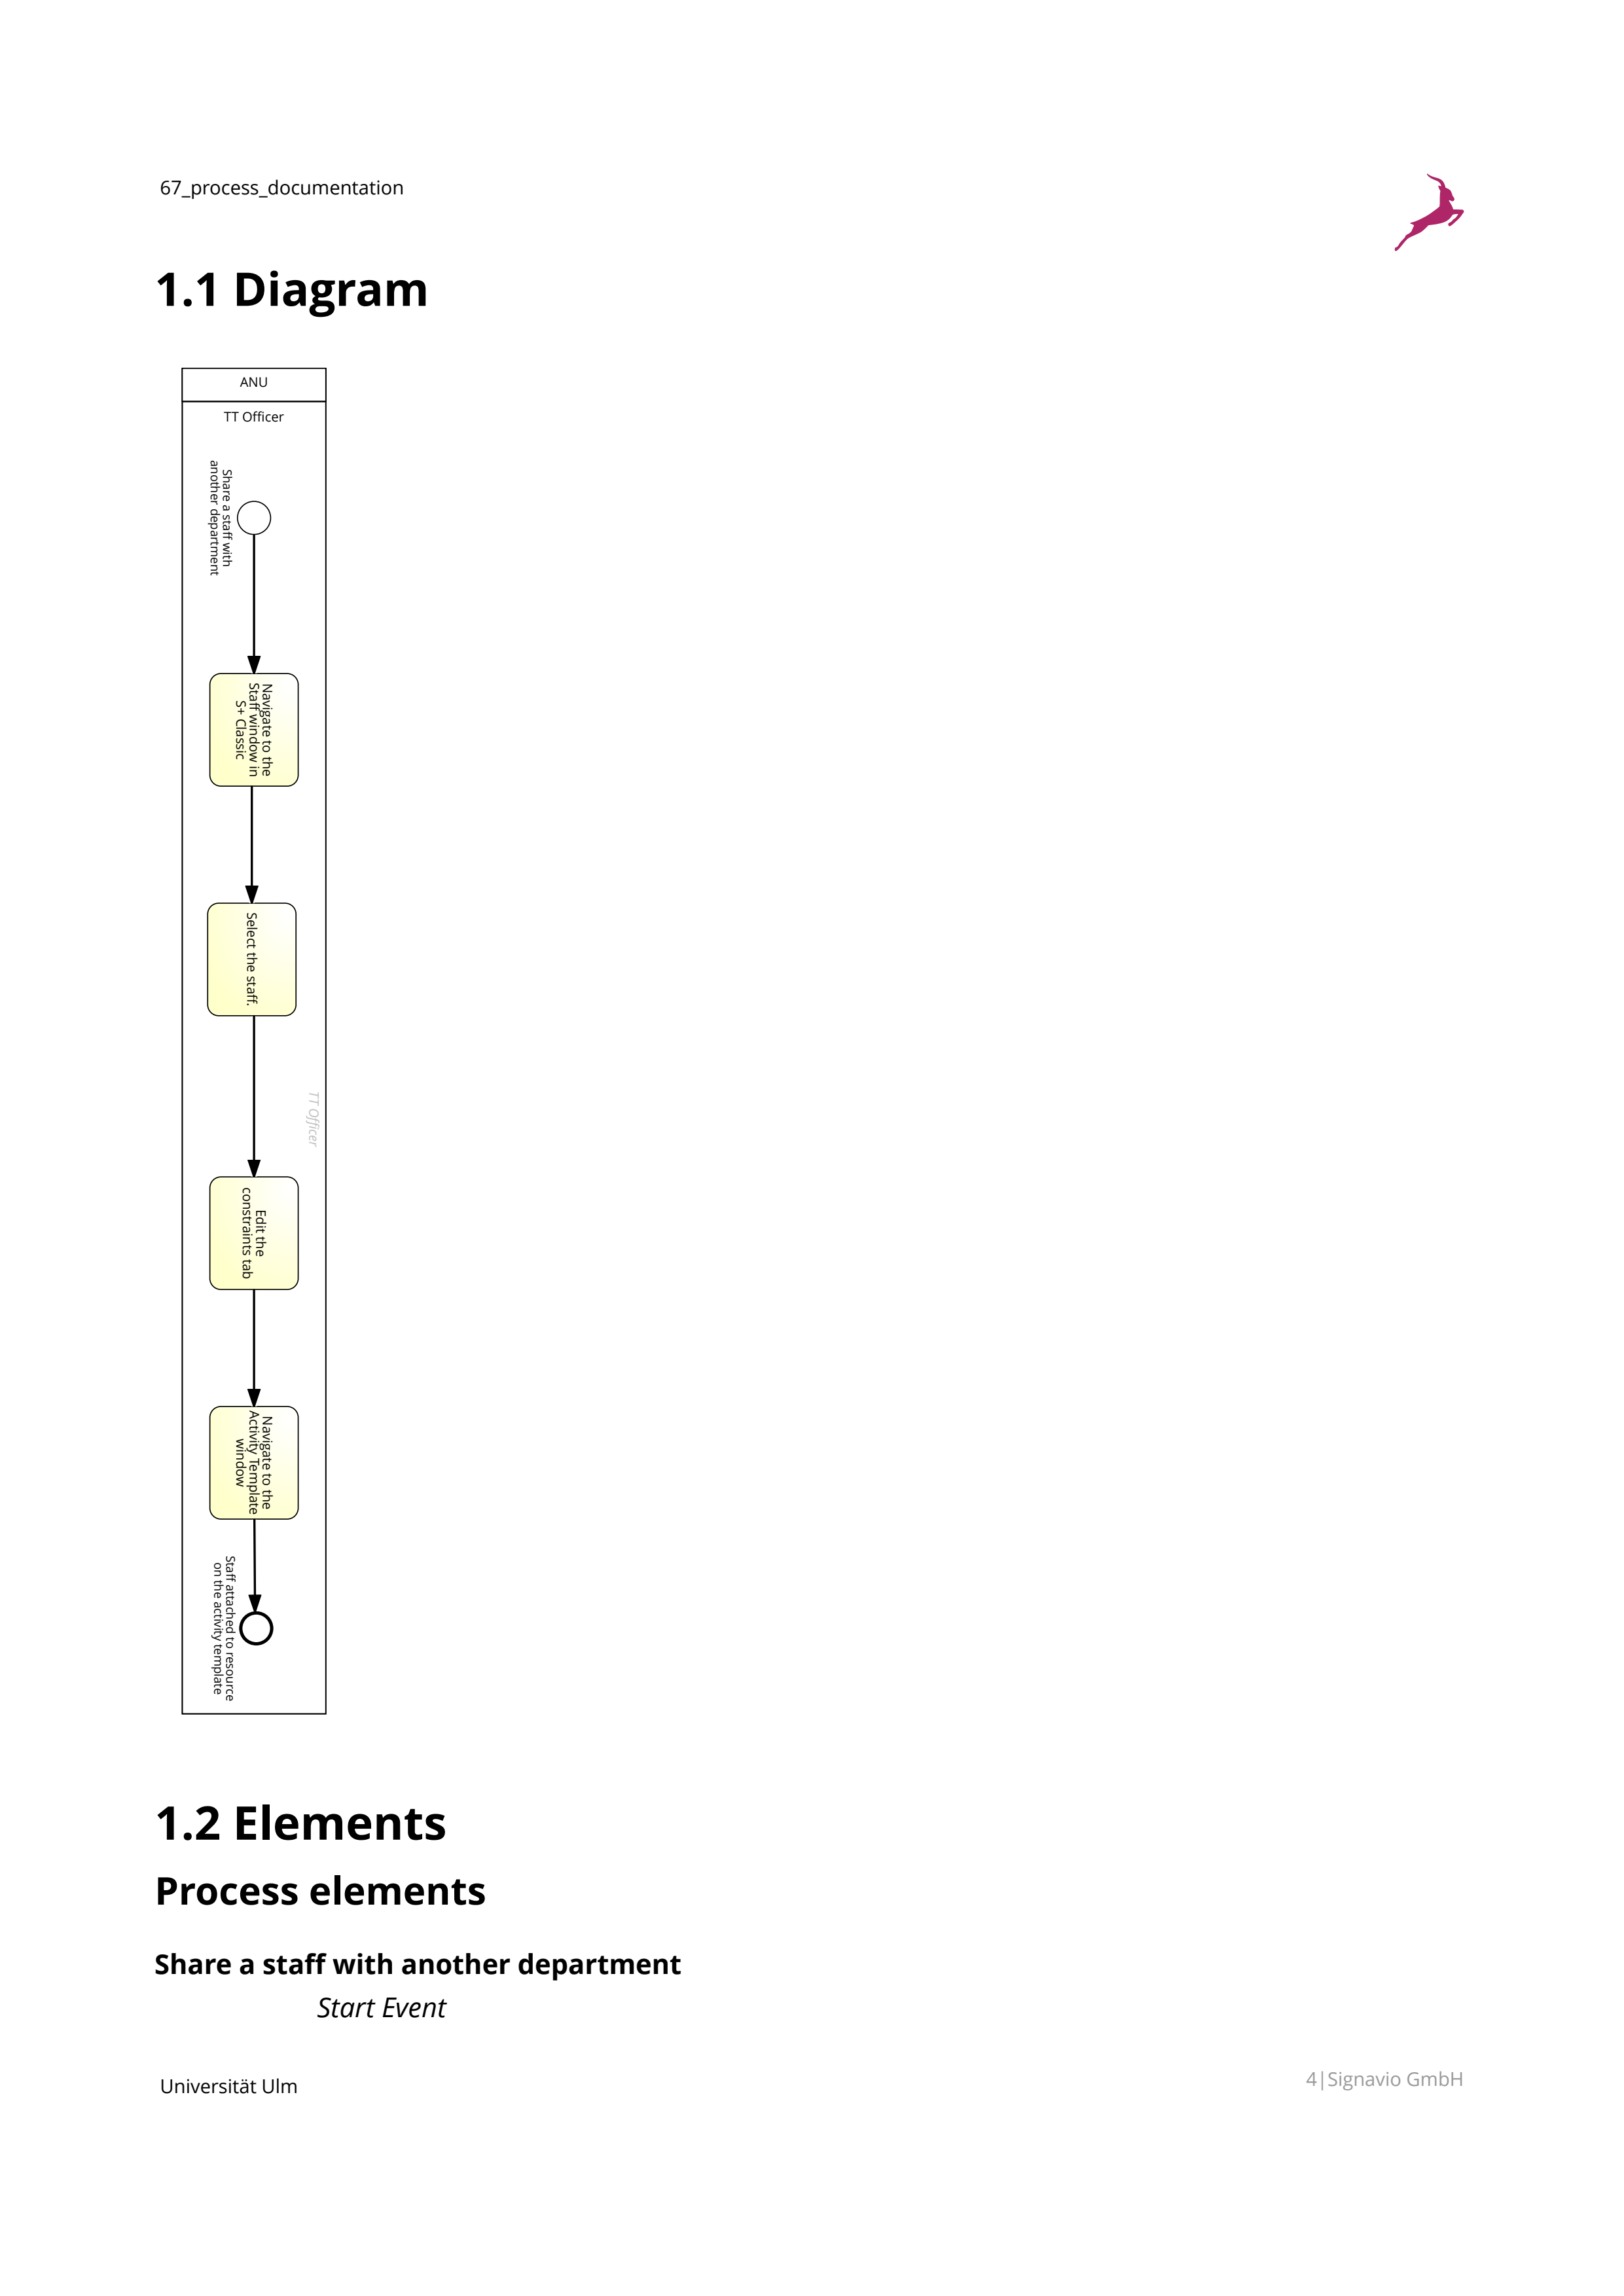 67_process_documentation
1.1 Diagram
ANU
TT Officer
Share a staff with
another department
Navigate to the
Staff window in
S+ Classic
Select the staff.
TT Officer
Edit the
constraints tab
Navigate to the
Activity Template
window
Staff attached to resource
on the activity template
1.2 Elements
Process elements
Share a staff with another department
Start Event
Universität Ulm
4|Signavio GmbH